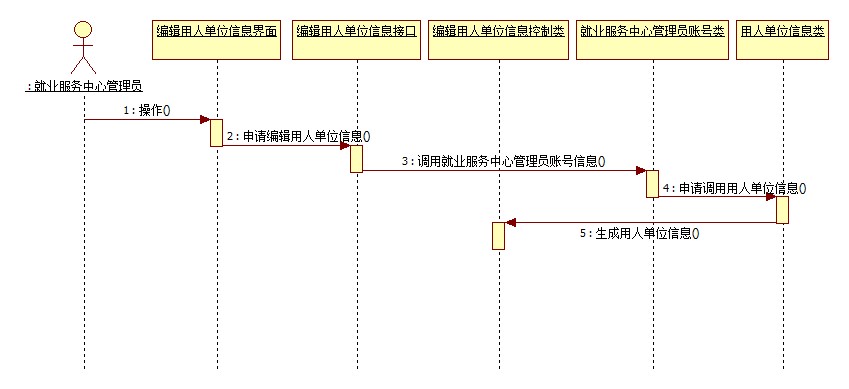 编辑用人单位信息界面
编辑用人单位信息接口
编辑用人单位信息控制类
就业服务中心管理员账号类
用人单位信息类
:就业服务中心管理员
1:操作()
2:申请编辑用人单位信息()
3:调用就业服务中心管理员账号信息()
4:申请调用用人单位信息()
5:生成用人单位信息()